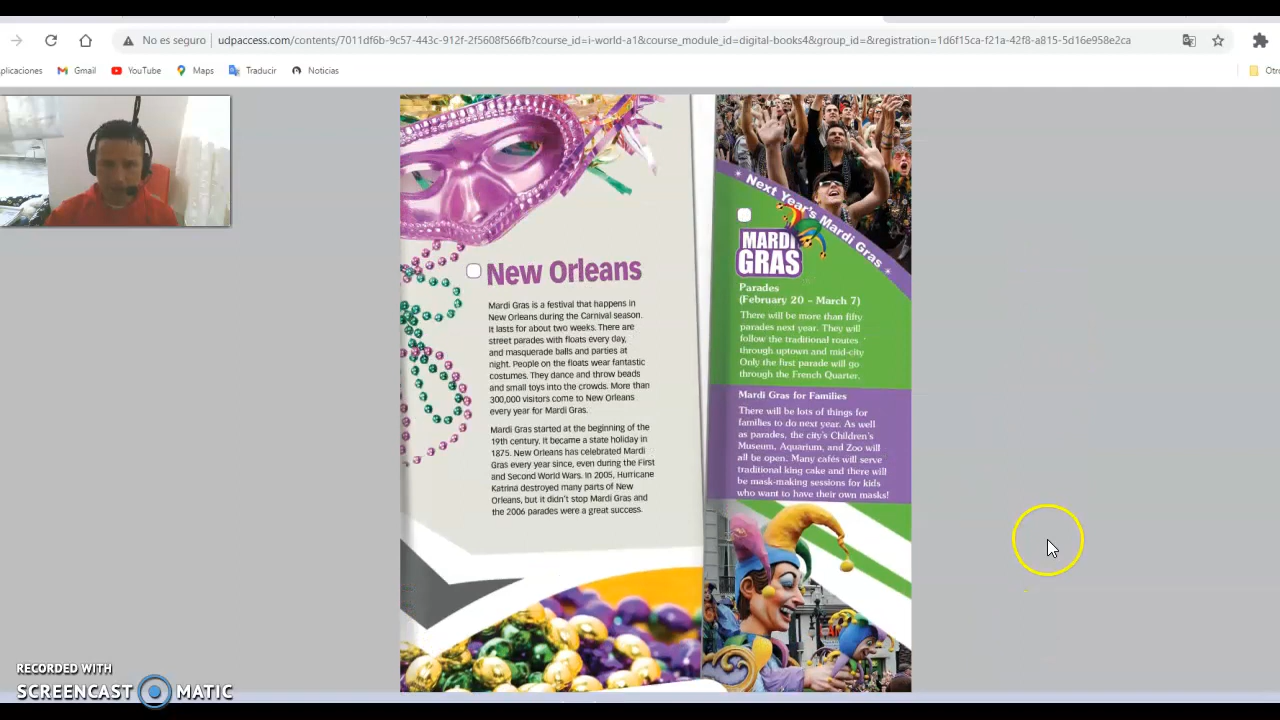 No es seguro
udpaccess.com/contents/7011df6b-9c57-443c-912f-2f5608f566fb?course_id=i-world-a1&course_module_id=digital-books4&group_id=&registration=1d6f15ca-f21a-42f8-a815-5d16e958e2ca
plicaciones
Gmail
YouTube
Maps
Traducir
Noticias
Otro
New Orleans
Mardi Gras is a festival that happens in
New Orleans during the Carnival season.
It lasts for about two weeks. There are
street parades with floats every day,
and masquerade balls and parties at
night. People on the floats wear fantastic
costumes. They dance and throw beads
and small toys into the crowds. More than
300,000 visitors come to New Orleans
every year for Mardi Gras.
Mardi Gras started at the beginning of the
19th century. It became a state holiday in
1875. New Orleans has celebrated Mardi
Gras every year since, even during the First
and Second World Wars. In 2005, Hurricane
Katrina destroyed many parts of New
Orleans, but it didn't stop Mardi Gras and
the 2006 parades were a great success.
Next Year's Mardi Gras
MARDI
GRAS
Parades
(February 20 – March 7)
There will be more than fifty
parades next year. They will
follow the traditional routes
through uptown and mid-city
Only the first parade will go
through the French Quarter.
Mardi Gras for Families
There will be lots of things for
families to do next year. As well
as parades, the city's Children's
Museum, Aquarium, and Zoo will
all be open. Many cafés will serve
traditional king cake and there will
be mask-making sessions for kids
who want to have their own masks!
RECORDED WITH
SCREENCAST MATIC